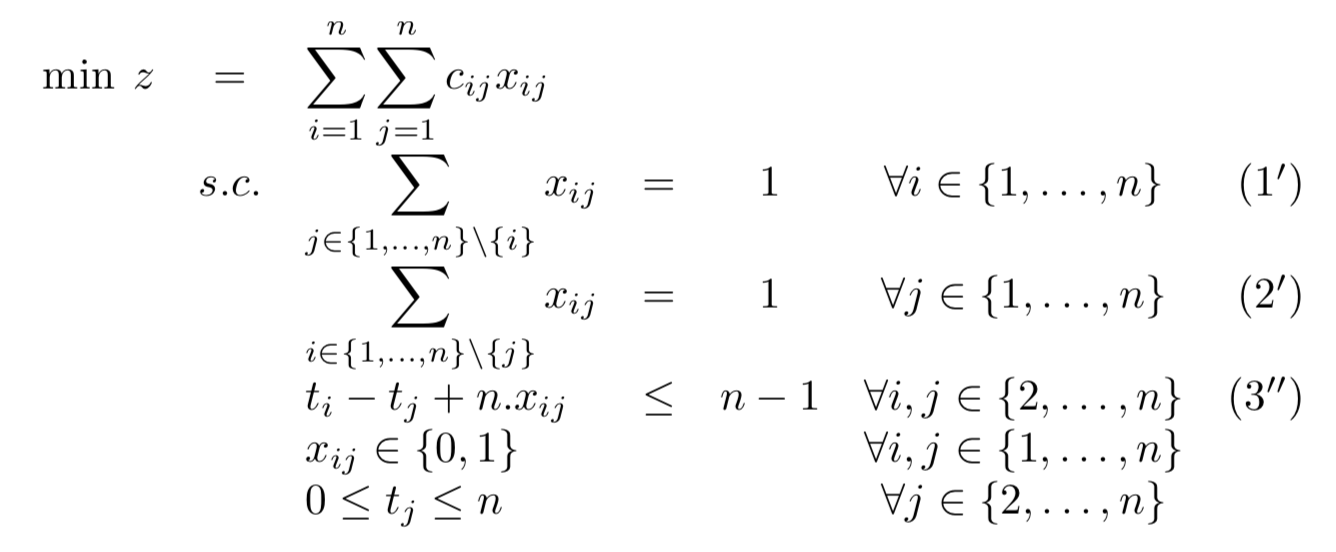 min z = ∑_{i=1}^{n} ∑_{j=1}^{n} c_{ij}x_{ij}
s.c. ∑_{j∈{1,...,n}\{i}} x_{ij} = 1 ∀i ∈ {1, . . . , n} (1′)
∑_{i∈{1,...,n}\{j}} x_{ij} = 1 ∀j ∈ {1, . . . , n} (2′)
t_i − t_j + n.x_{ij} ≤ n − 1 ∀i, j ∈ {2, . . . , n} (3′′)
x_{ij} ∈ {0, 1} ∀i, j ∈ {1, . . . , n}
0 ≤ t_j ≤ n ∀j ∈ {2, . . . , n}